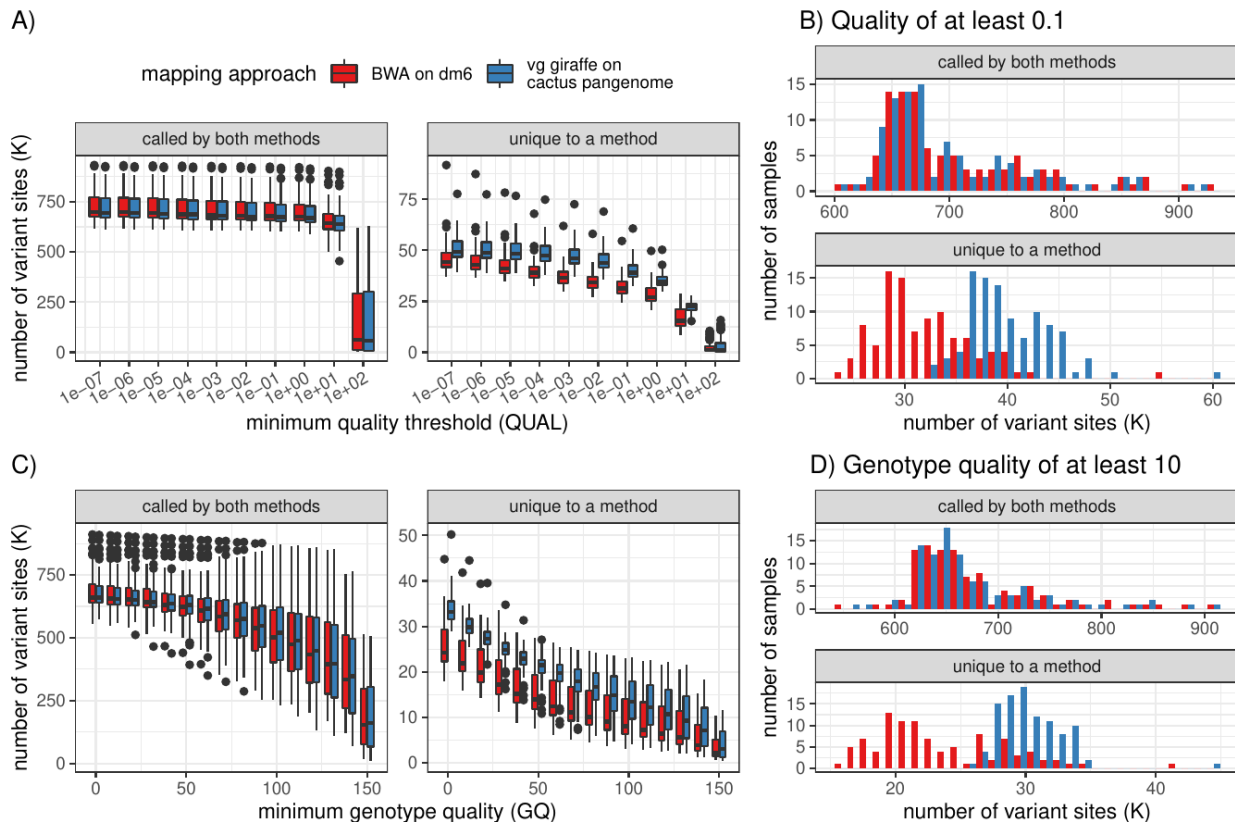 A)
mapping approach
BWA on dm6
vg giraffe on
cactus pangenome
called by both methods
unique to a method
number of variant sites (K)
750
500
250
0
75
50
25
0
1e−07
1e−06
1e−05
1e−04
1e−03
1e−02
1e−01
1e+00
1e+01
1e+02
1e−07
1e−06
1e−05
1e−04
1e−03
1e−02
1e−01
1e+00
1e+01
1e+02
minimum quality threshold (QUAL)
B) Quality of at least 0.1
called by both methods
15
10
5
0
600
700
800
900
number of samples
unique to a method
15
10
5
0
30
40
50
60
number of variant sites (K)
C)
called by both methods
unique to a method
number of variant sites (K)
750
500
250
0
50
40
30
20
10
0
0
50
100
150
0
50
100
150
minimum genotype quality (GQ)
D) Genotype quality of at least 10
called by both methods
15
10
5
0
600
700
800
900
number of samples
unique to a method
15
10
5
0
20
30
40
number of variant sites (K)